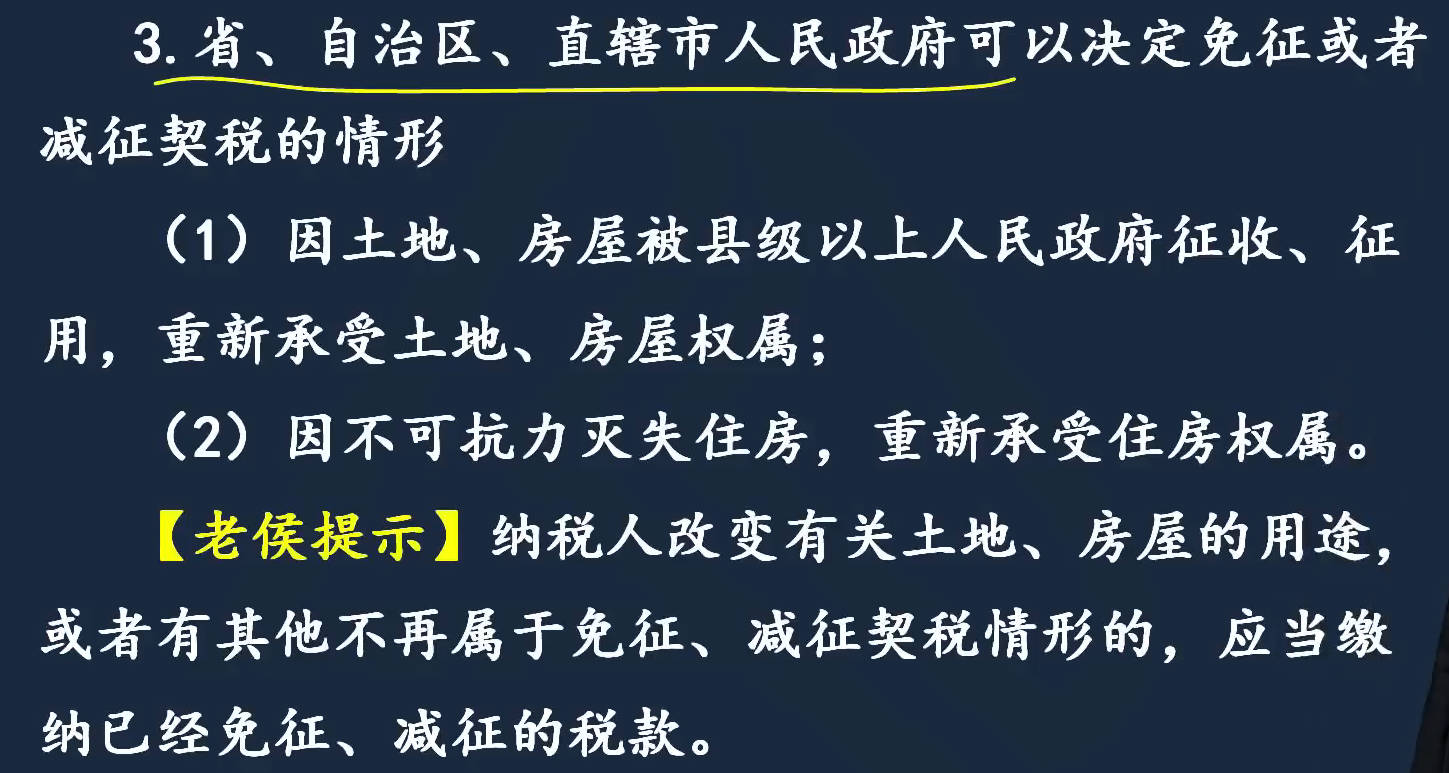 3.省、自治区、直辖市人民政府可以决定免征或者
减征契税的情形
（1）因土地、房屋被县级以上人民政府征收、征
用，重新承受土地、房屋权属；
（2）因不可抗力灭失住房，重新承受住房权属。
【老侯提示】纳税人改变有关土地、房屋的用途，
或者有其他不再属于免征、减征契税情形的，应当缴
纳已经免征、减征的税款。